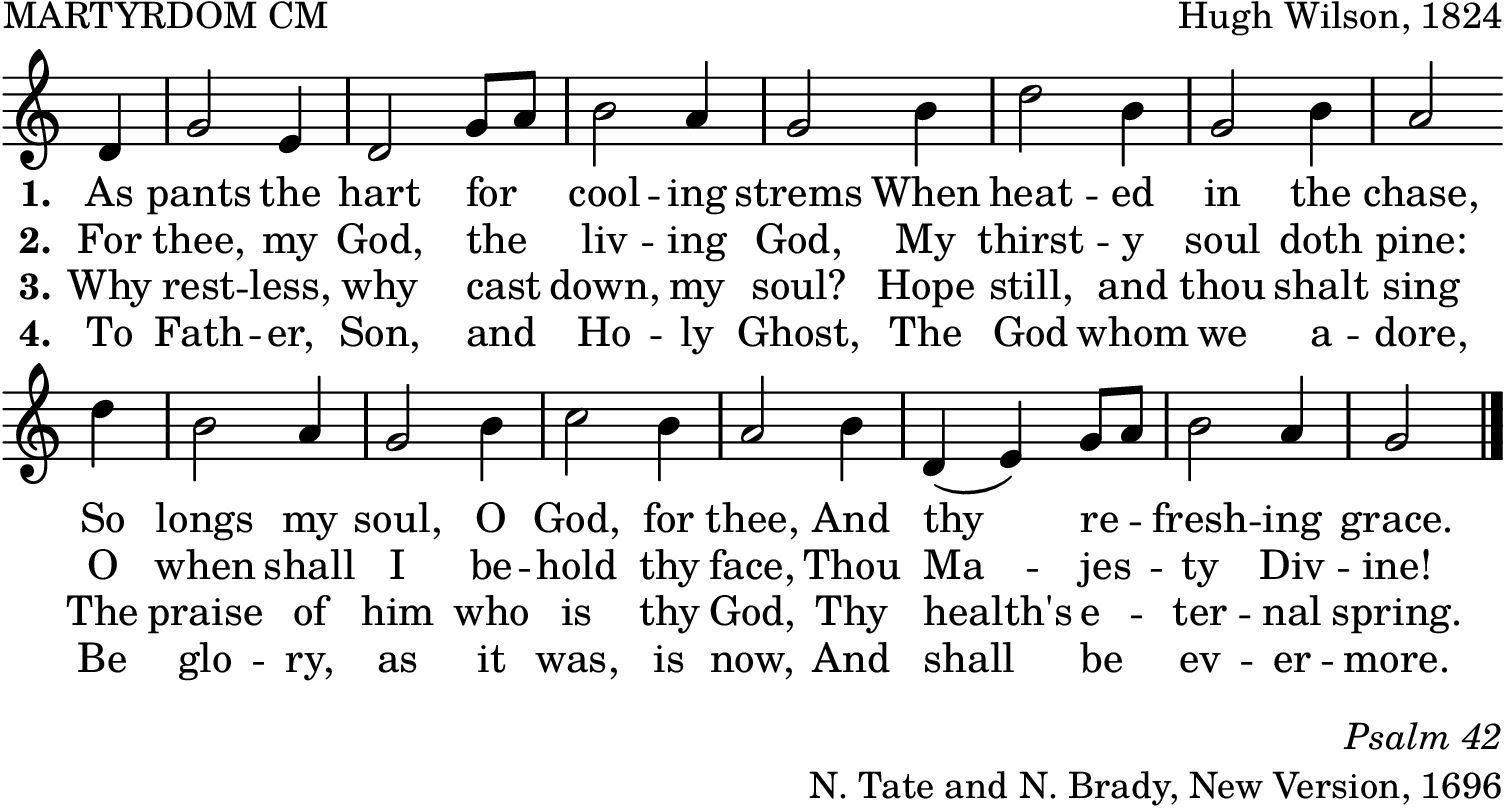 MARTYRDOM CM Hugh Wilson, 1824
1. As pants the hart for cool -- ing strems When heat - ed in the chase,
2. For thee, my God, the liv - ing God, My thirst - y soul doth pine:
3. Why rest -- less, why cast down, my soul? Hope still, and thou shalt sing
4. To Fath -- er, Son, and Ho - ly Ghost, The God whom we a - dore,
So longs my soul, O God, for thee, And thy re - fresh -- ing grace.
O when shall I be -- hold thy face, Thou Ma - jes - ty Div - ine!
The praise of him who is thy God, Thy health's e - ter - nal spring.
Be glo - ry, as it was, is now, And shall be ev - er - more.
Psalm 42
N. Tate and N. Brady, New Version, 1696